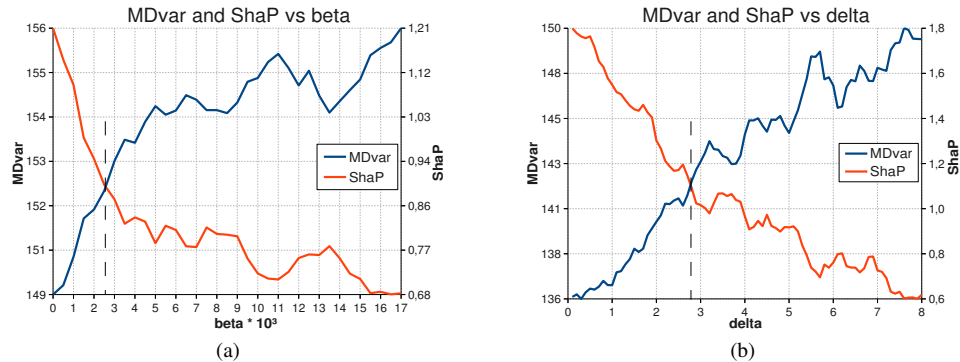 MDvar and ShaP vs beta
156
155
154
153
152
151
150
149
MDvar
1,21
1,12
1,03
0,94
0,86
0,77
0,68
ShaP
MDvar
ShaP
0 1 2 3 4 5 6 7 8 9 10 11 12 13 14 15 16 17
beta * 10³
(a)
MDvar and ShaP vs delta
150
148
145
143
141
138
136
MDvar
1,8
1,6
1,4
1,2
1,0
0,8
0,6
ShaP
MDvar
ShaP
0 1 2 3 4 5 6 7 8
delta
(b)